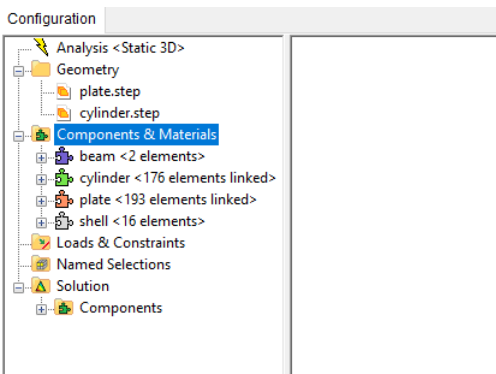 Configuration
Analysis <Static 3D>
Geometry
plate.step
cylinder.step
Components & Materials
beam <2 elements>
cylinder <176 elements linked>
plate <193 elements linked>
shell <16 elements>
Loads & Constraints
Named Selections
Solution
Components